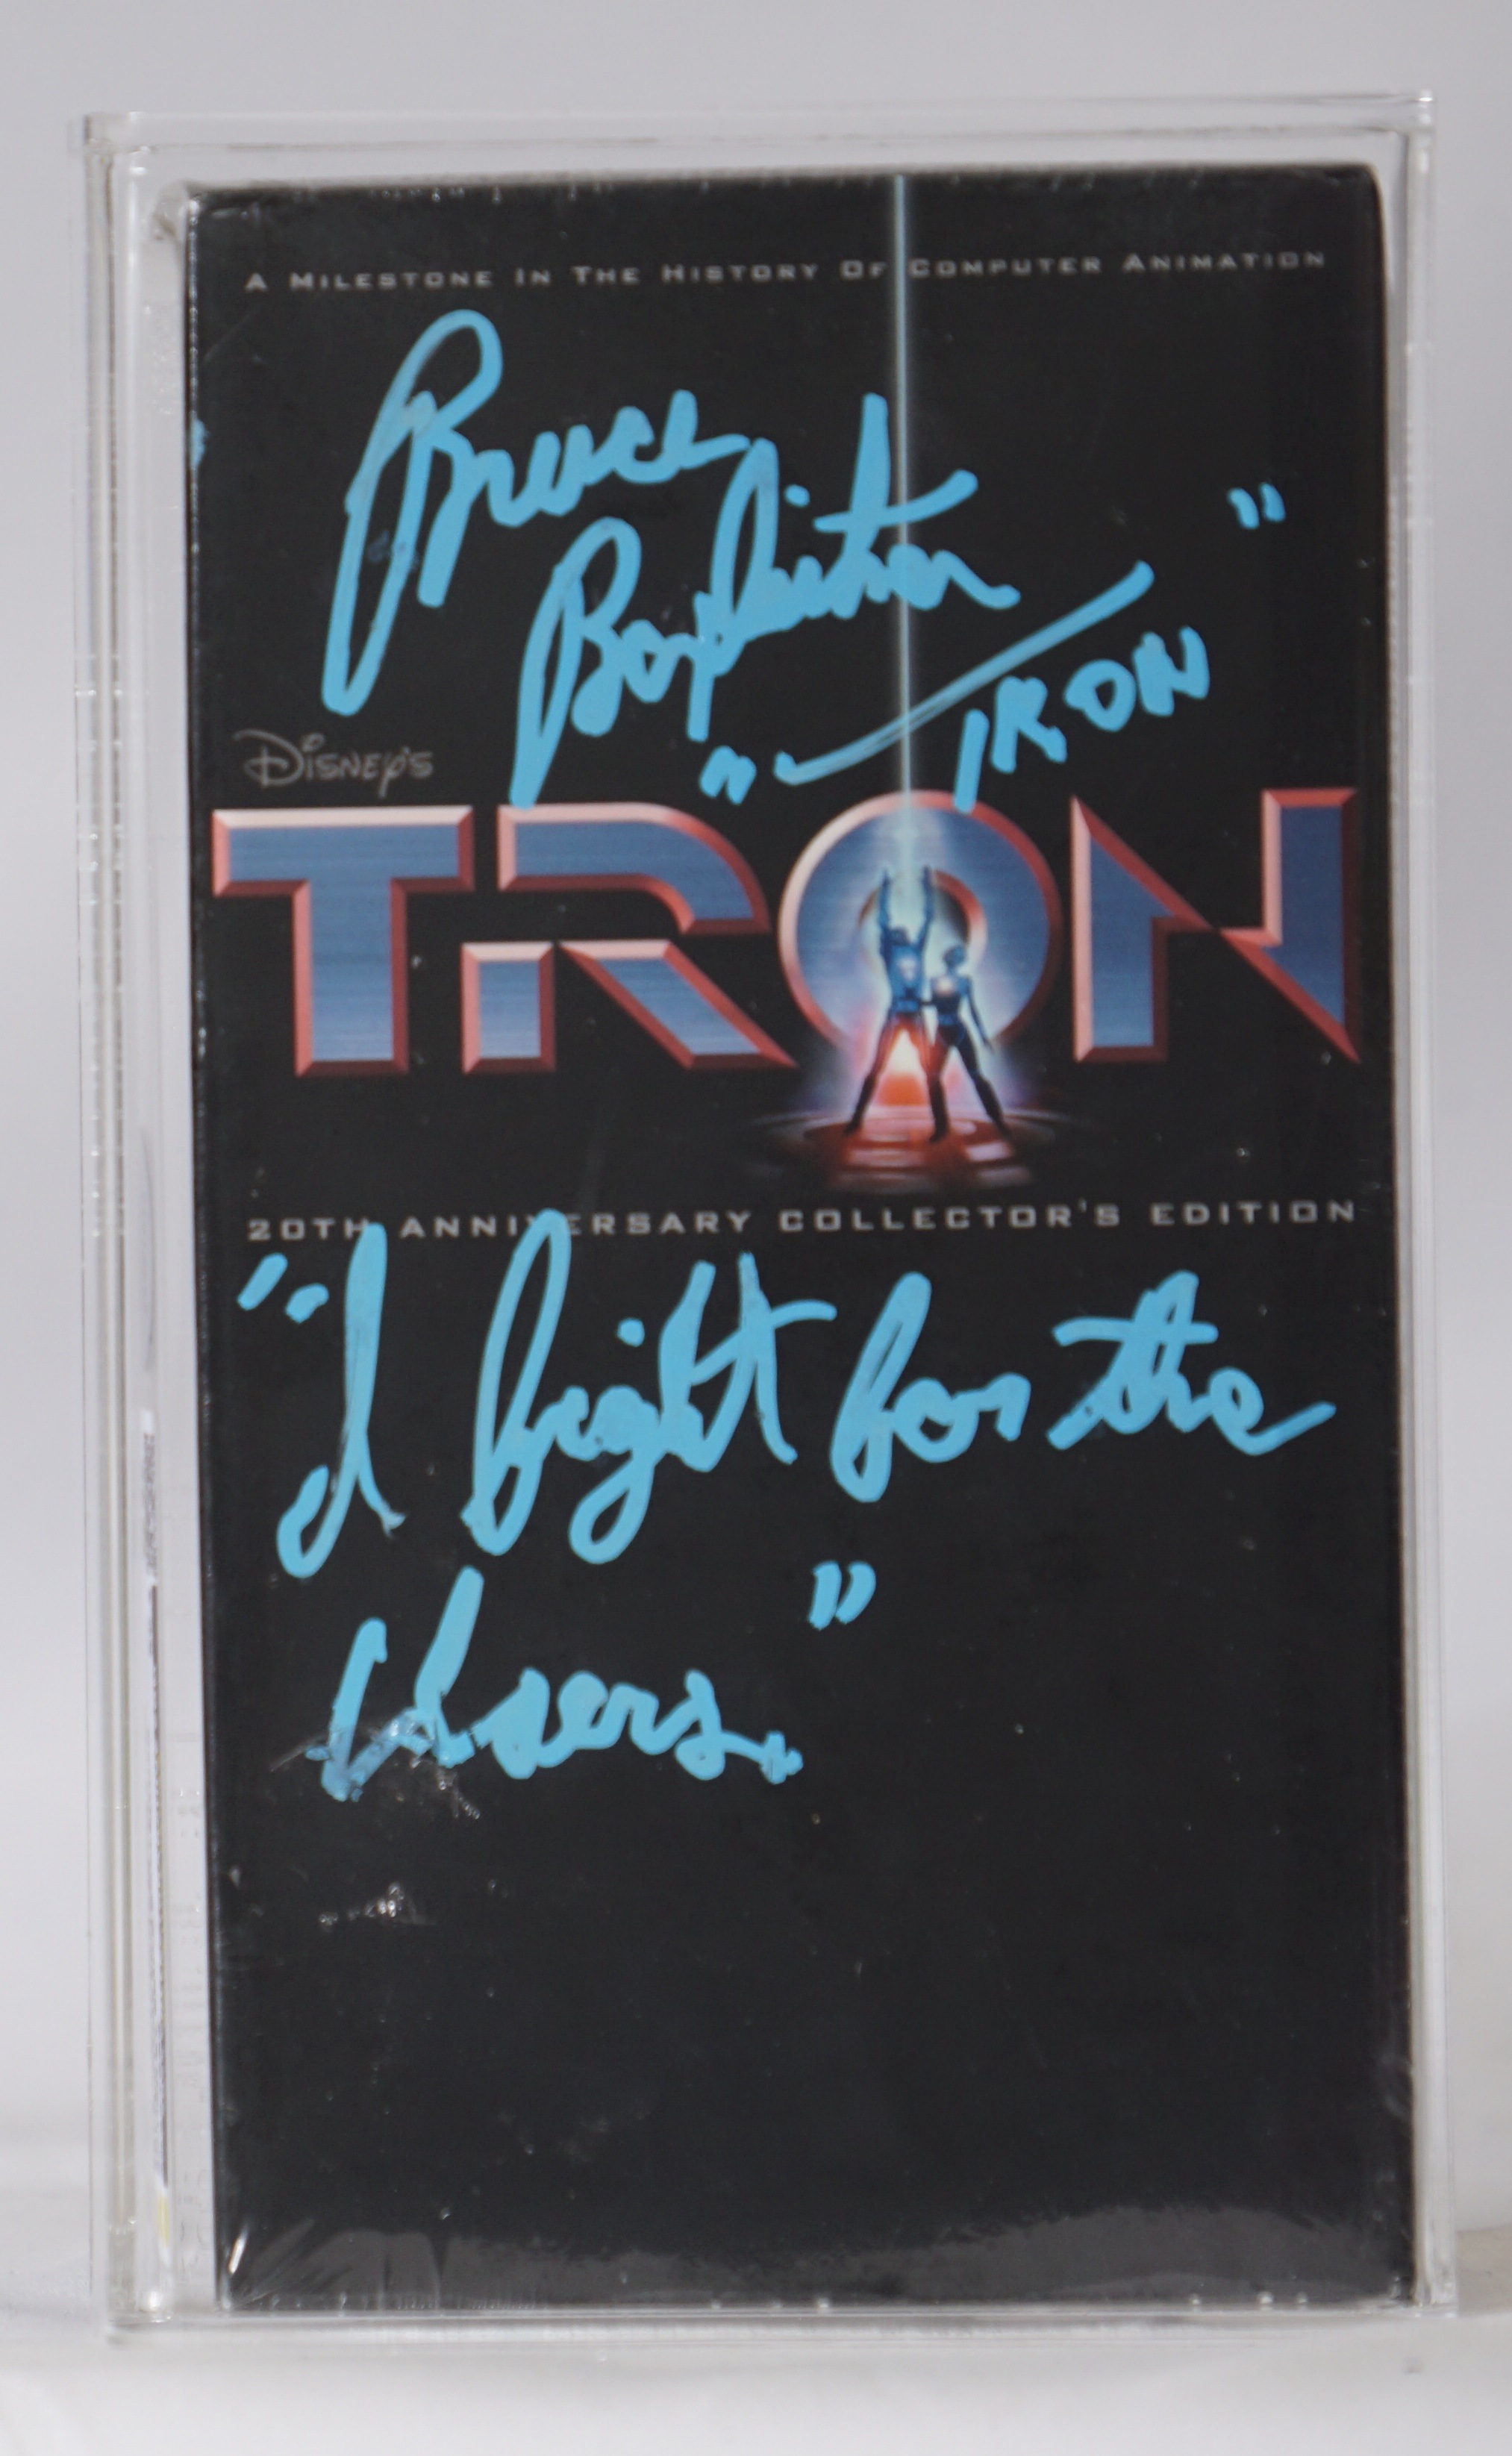 A MILESTONE IN THE HISTORY OF COMPUTER ANIMATION
Bruce
Boxleitner
"TRON"
DISNEY'S
TRON
20TH ANNIVERSARY COLLECTOR'S EDITION
"I fight for the
Users."